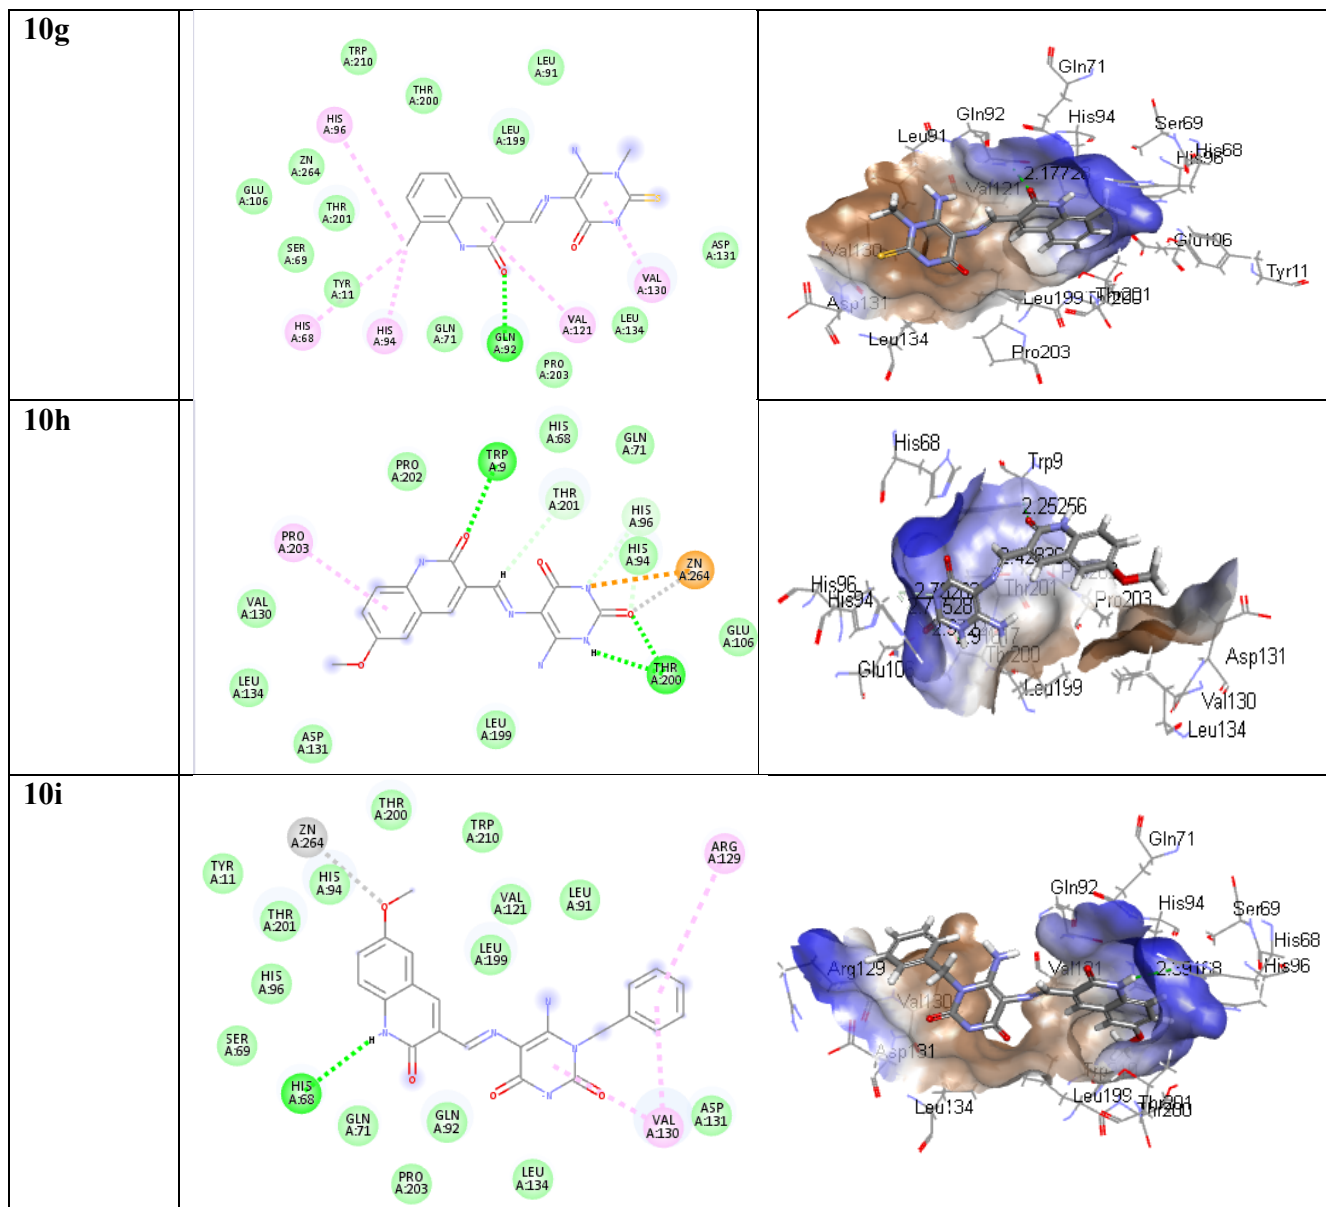 10g
TRP
A:210
LEU
A:91
THR
A:200
HIS
A:96
LEU
A:199
ZN
A:264
GLU
A:106
THR
A:201
SER
A:69
TYR
A:11
HIS
A:68
HIS
A:94
GLN
A:71
GLN
A:92
PRO
A:203
VAL
A:121
LEU
A:134
VAL
A:130
ASP
A:131
N
N
N
N
N
O
O
S
Gln71
Gln92
His94
Leu91
Ser69
His68
His96
2.17728
Val121
Val130
Glu106
Tyr11
Asp131
Leu199
Thr201
Leu134
Pro203
10h
HIS
A:68
TRP
A:9
GLN
A:71
PRO
A:202
THR
A:201
HIS
A:96
HIS
A:94
PRO
A:203
ZN
A:264
VAL
A:130
GLU
A:106
THR
A:200
LEU
A:134
LEU
A:199
ASP
A:131
N
O
H
O
N
N
O
N
H
N
O
His68
Trp9
2.25256
Thr201
His96
His94
Pro203
Thr200
Leu199
Asp131
Val130
Leu134
10i
THR
A:200
ZN
A:264
TRP
A:210
ARG
A:129
TYR
A:11
HIS
A:94
LEU
A:91
VAL
A:121
THR
A:201
LEU
A:199
HIS
A:96
SER
A:69
HIS
A:68
GLN
A:71
GLN
A:92
ASP
A:131
VAL
A:130
PRO
A:203
LEU
A:134
O
N
H
O
N
N
N
O
N
O
Gln71
Gln92
His94
Ser69
His68
His96
Arg129
Val130
Asp131
Leu134
Leu199
Thr201
Thr200